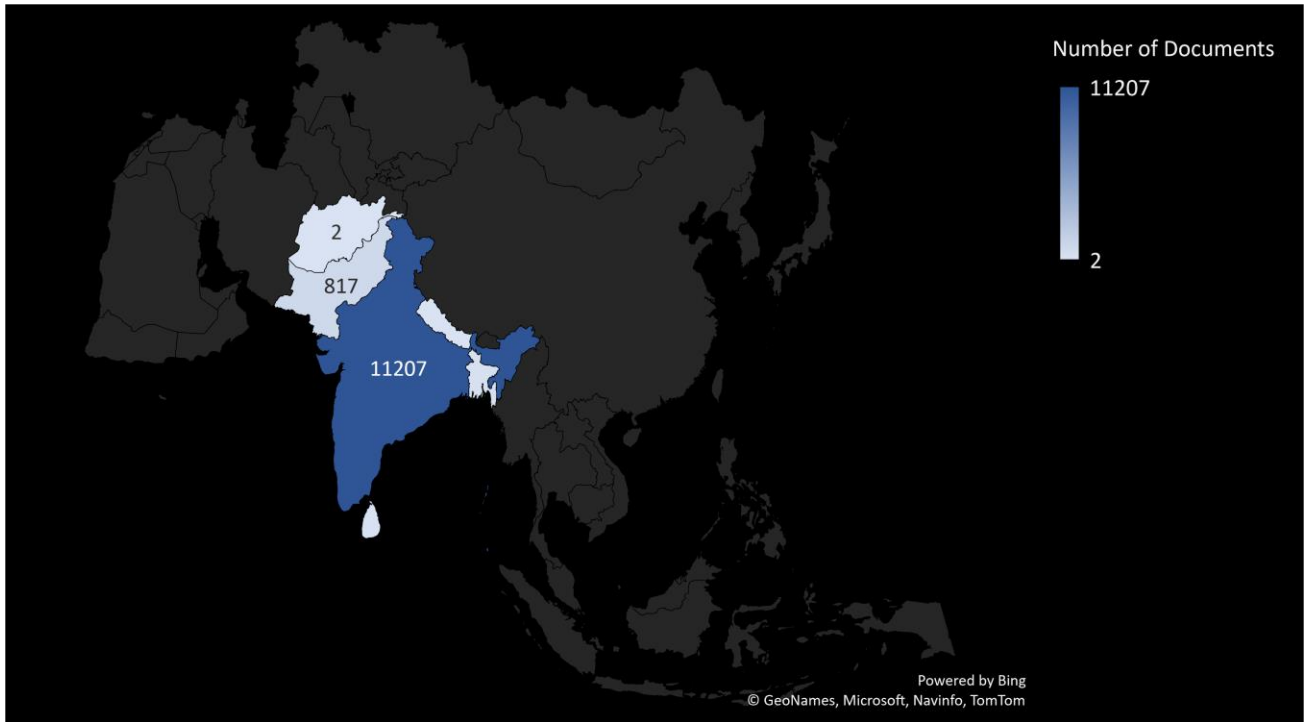 Number of Documents
11207
2
2
817
11207
Powered by Bing
© GeoNames, Microsoft, Navinfo, TomTom